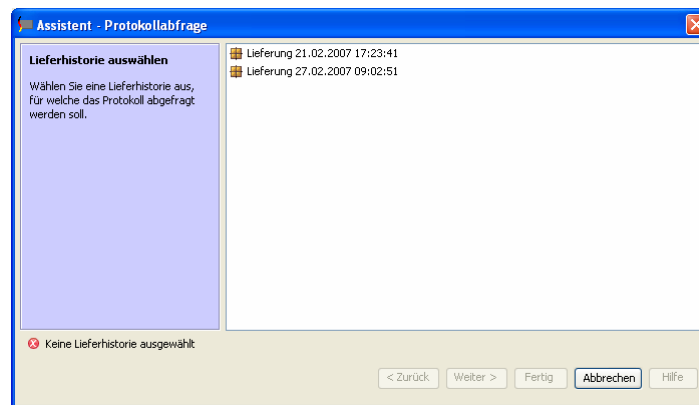 Assistent - Protokollabfrage
Lieferhistorie auswählen
Wählen Sie eine Lieferhistorie aus,
für welche das Protokoll abgefragt
werden soll.
Lieferung 21.02.2007 17:23:41
Lieferung 27.02.2007 09:02:51
Keine Lieferhistorie ausgewählt
< Zurück Weiter > Fertig Abbrechen Hilfe